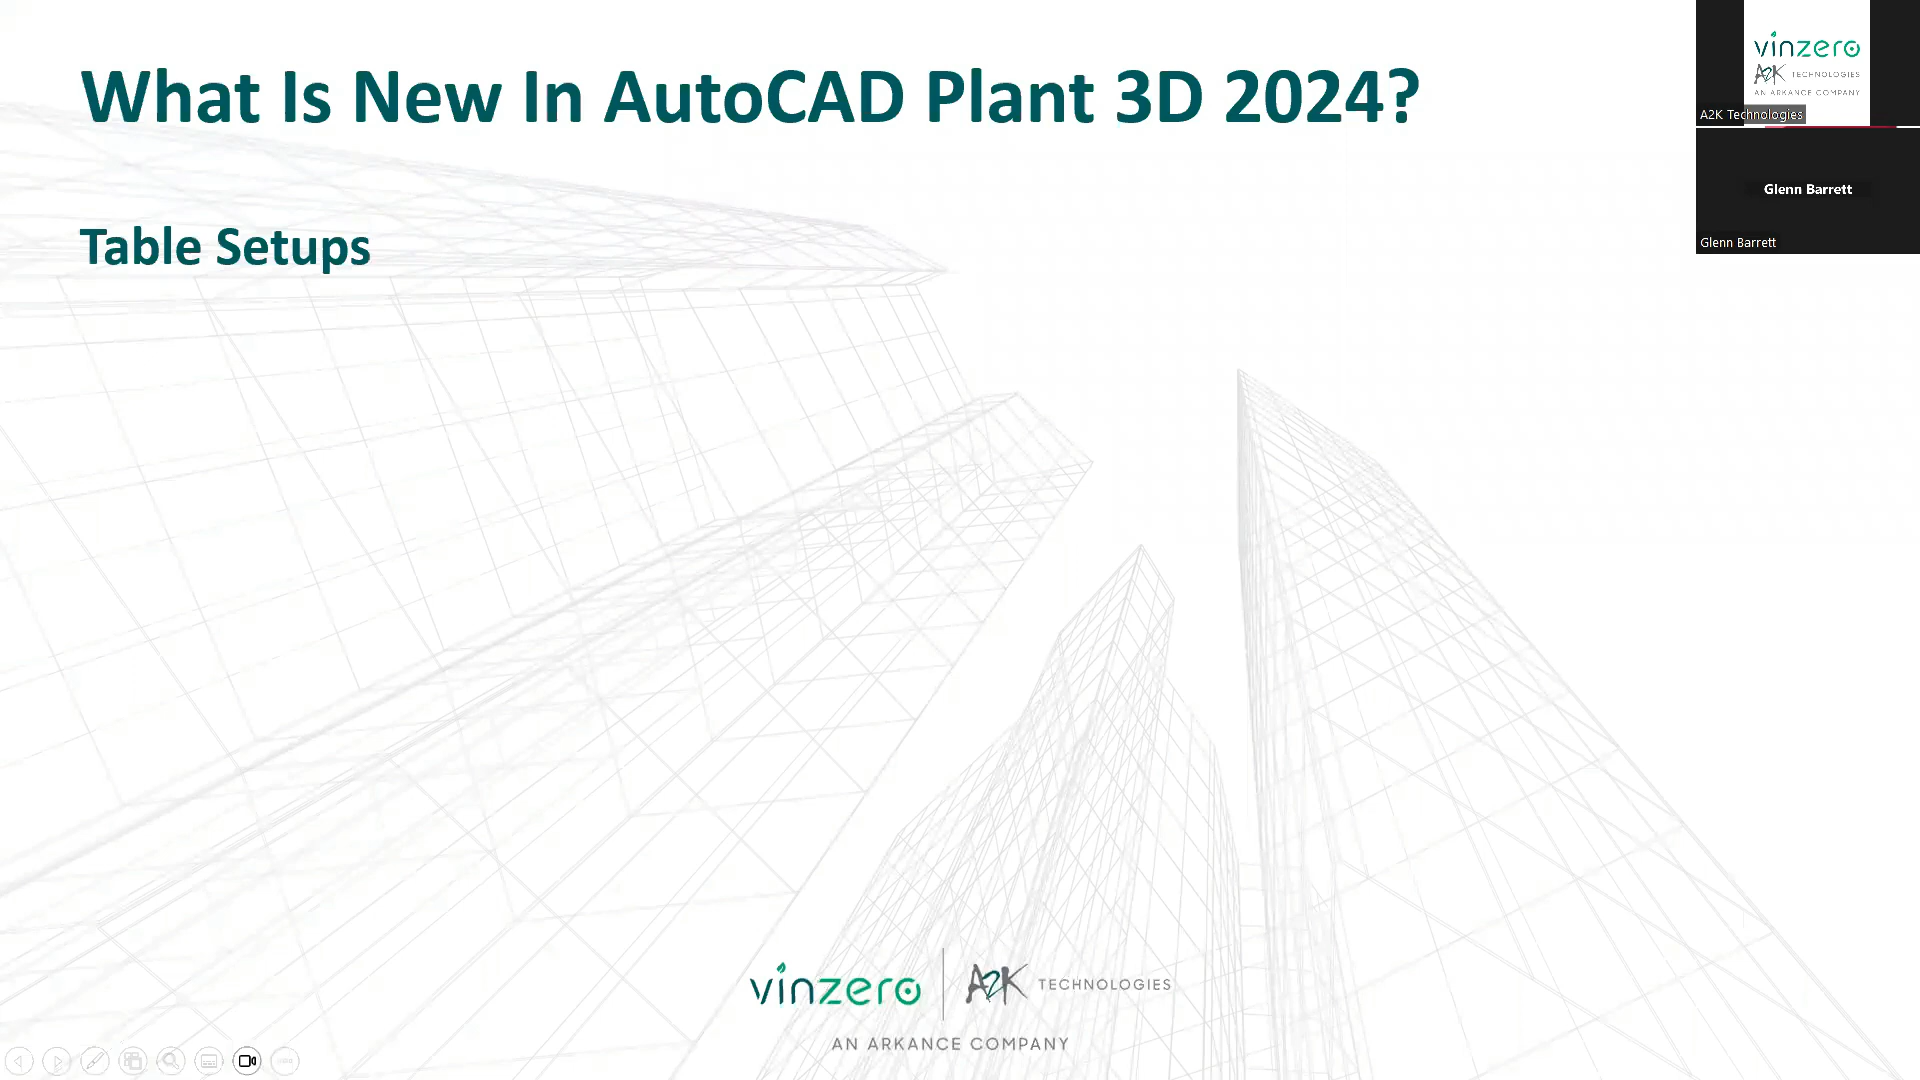 What Is New In AutoCAD Plant 3D 2024?
Table Setups
vinzero
A2K TECHNOLOGIES
AN ARKANCE COMPANY
A2K Technologies
Glenn Barrett
Glenn Barrett
vinzero
A2K TECHNOLOGIES
AN ARKANCE COMPANY